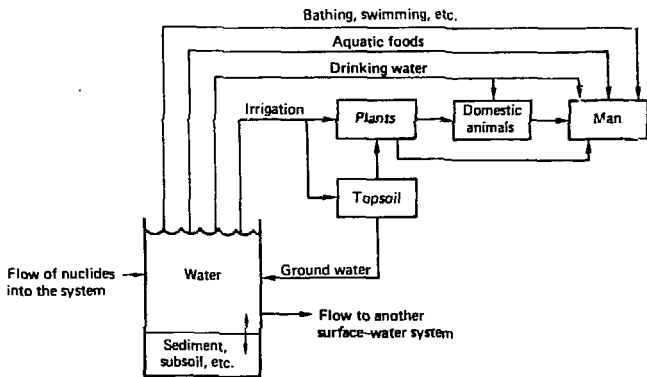 Bathing, swimming, etc.
Aquatic foods
Drinking water
Irrigation
Plants
Domestic
animals
Man
Topsoil
Flow of nuclides
into the system
Water
Ground water
Flow to another
surface-water system
Sediment,
subsoil, etc.